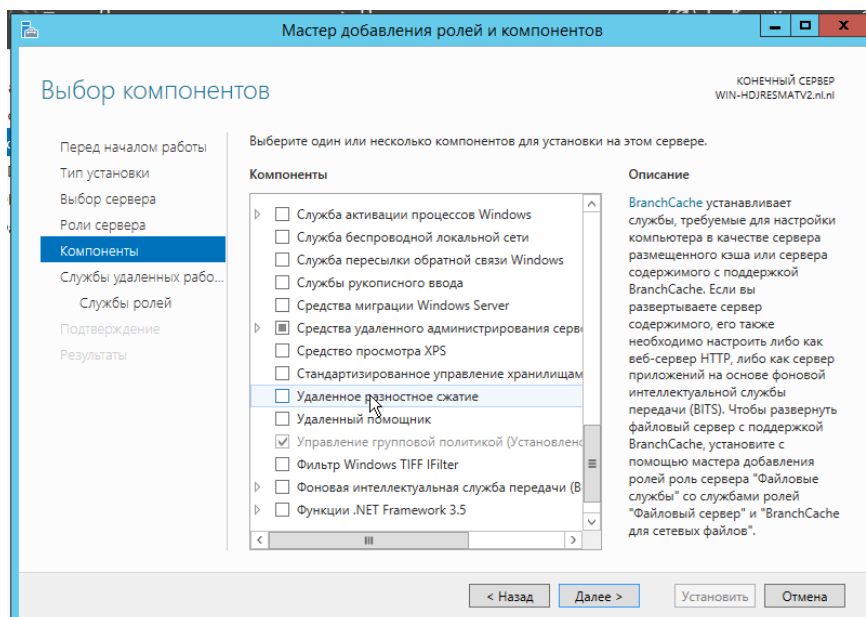 Мастер добавления ролей и компонентов
Выбор компонентов
КОНЕЧНЫЙ СЕРВЕР
WIN-HDJRESMATV2.nl.nl
Перед началом работы
Тип установки
Выбор сервера
Роли сервера
Компоненты
Службы удаленных рабо...
Службы ролей
Подтверждение
Результаты
Выберите один или несколько компонентов для установки на этом сервере.
Компоненты
Служба активации процессов Windows
Служба беспроводной локальной сети
Служба пересылки обратной связи Windows
Службы рукописного ввода
Средства миграции Windows Server
Средства удаленного администрирования серве
Средство просмотра XPS
Стандартизированное управление хранилищам
Удаленное разностное сжатие
Удаленный помощник
Управление групповой политикой (Установлено
Фильтр Windows TIFF IFilter
Фоновая интеллектуальная служба передачи (B
Функции .NET Framework 3.5
Описание
BranchCache устанавливает
службы, требуемые для настройки
компьютера в качестве сервера
размещенного кэша или сервера
содержимого с поддержкой
BranchCache. Если вы
развертываете сервер
содержимого, его также
необходимо настроить либо как
веб-сервер HTTP, либо как сервер
приложений на основе фоновой
интеллектуальной службы
передачи (BITS). Чтобы развернуть
файловый сервер с поддержкой
BranchCache, установите с
помощью мастера добавления
ролей роль сервера "Файловые
службы" со службами ролей
"Файловый сервер" и "BranchCache
для сетевых файлов".
< Назад
Далее >
Установить
Отмена